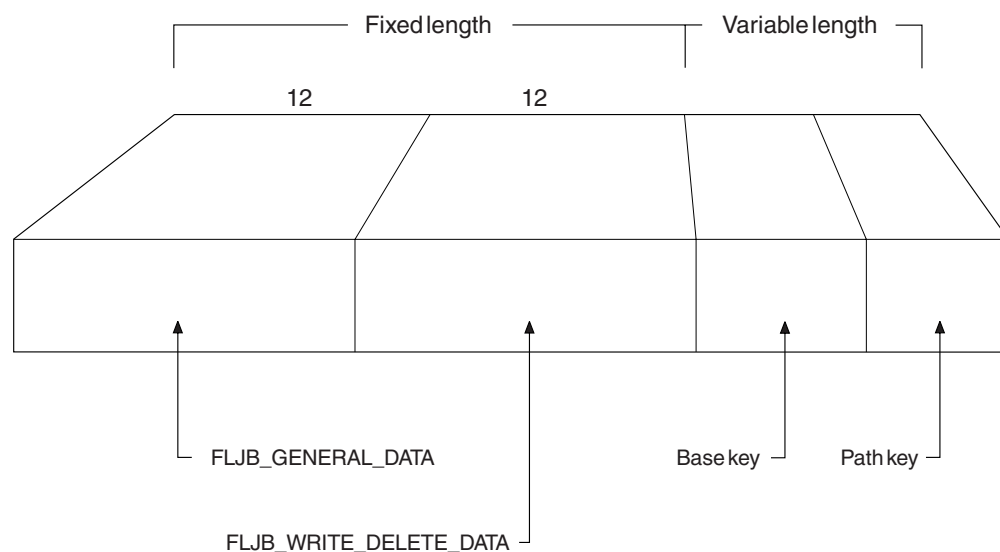 Fixed length Variable length
12 12
FLJB_GENERAL_DATA Base key Path key
FLJB_WRITE_DELETE_DATA